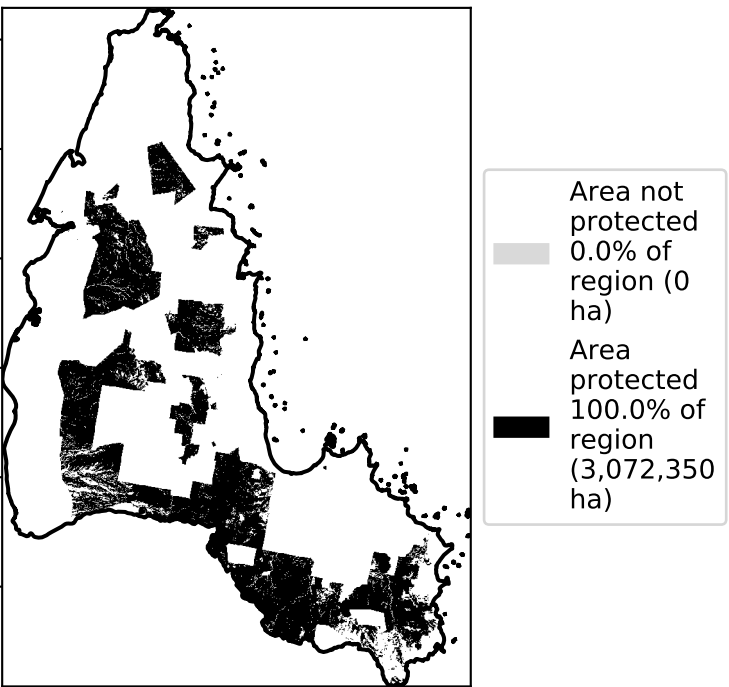 Area not
protected
0.0% of
region (0
ha)
Area
protected
100.0% of
region
(3,072,350
ha)